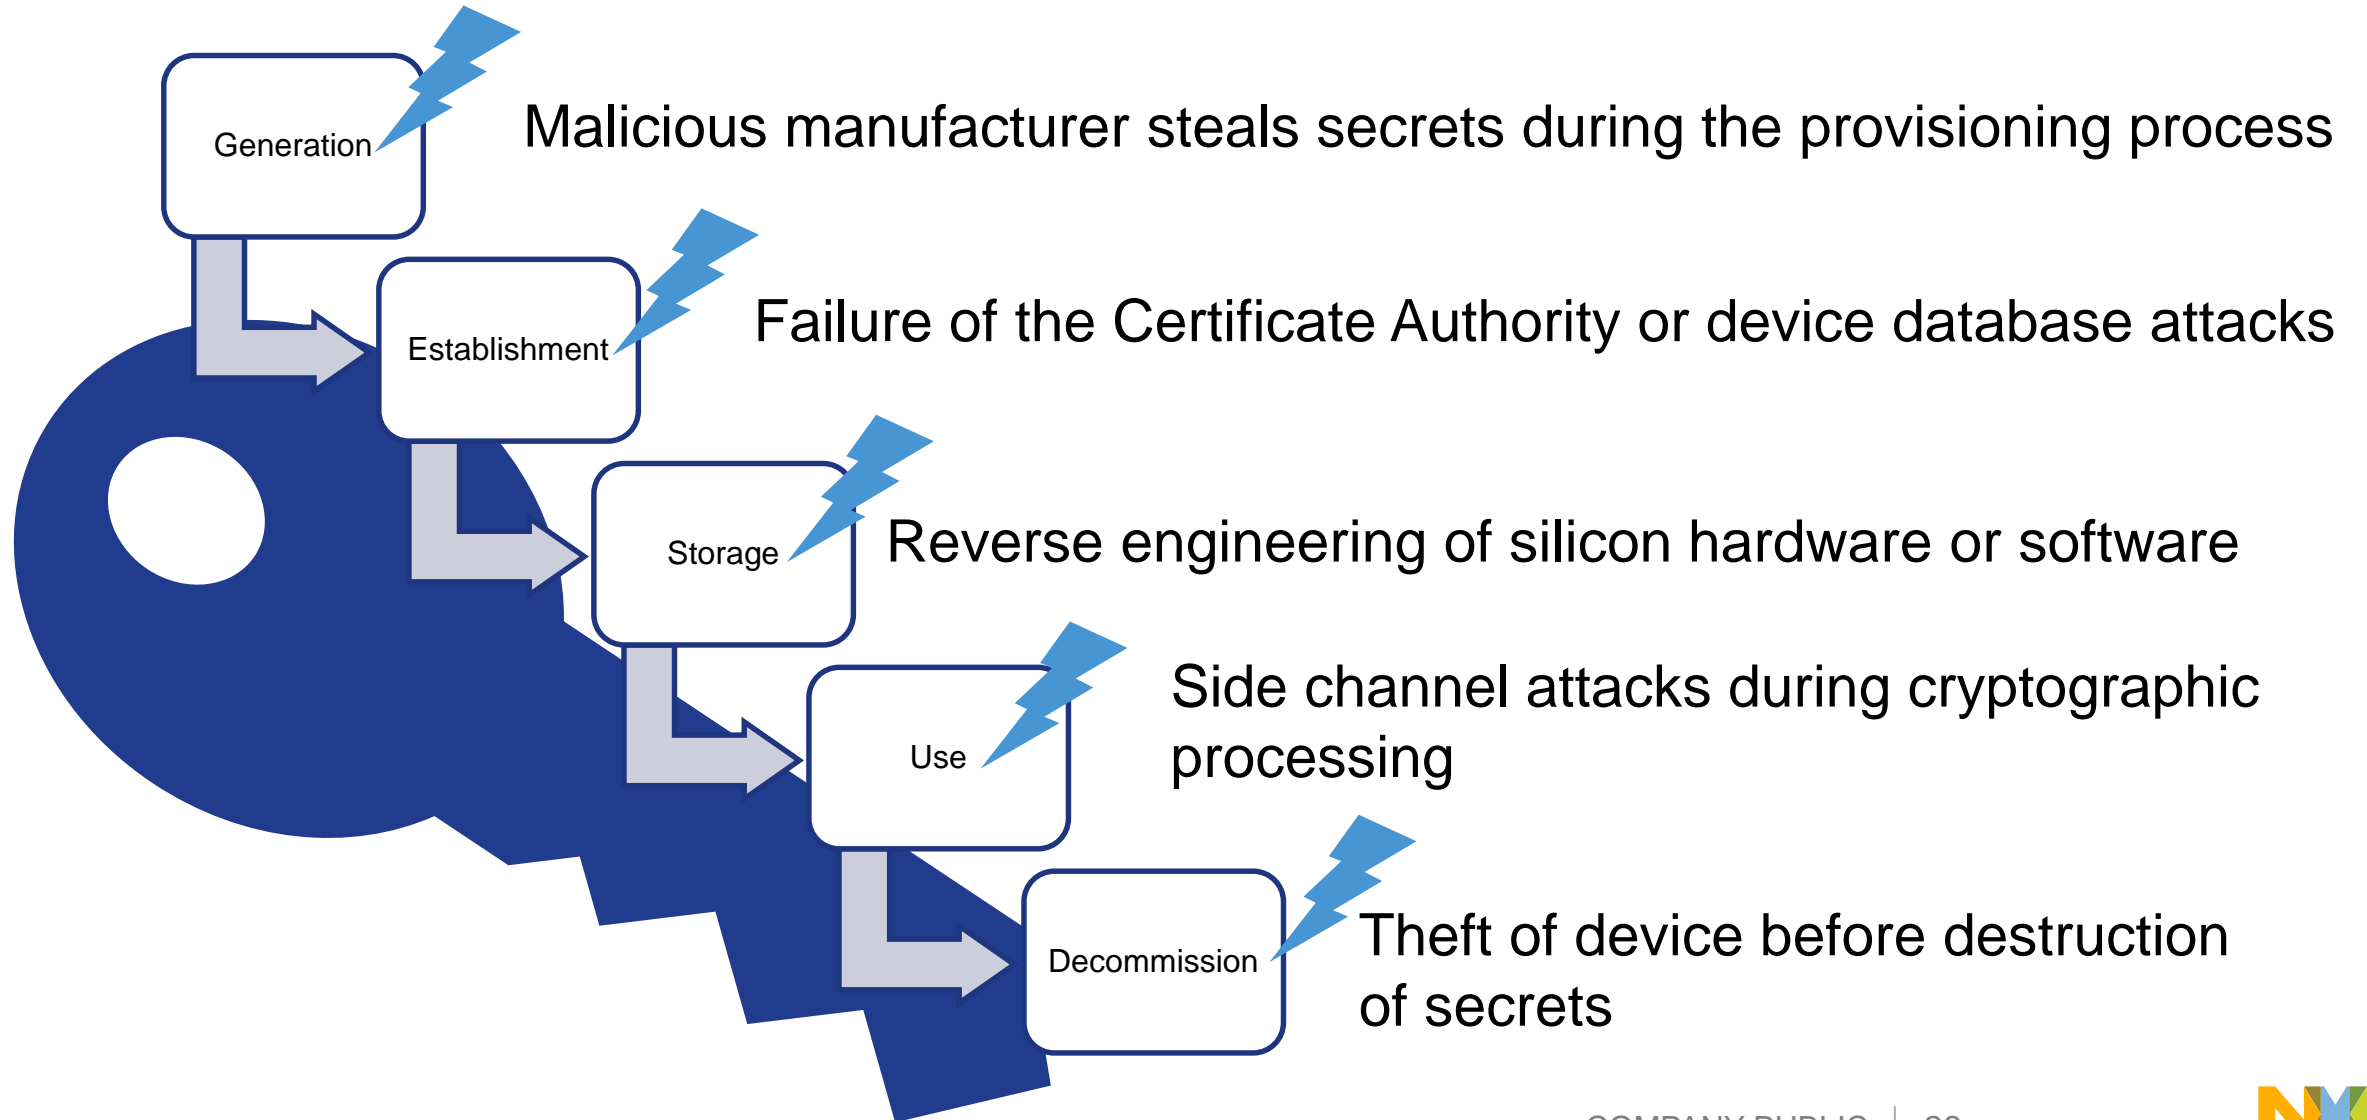 Generation
Malicious manufacturer steals secrets during the provisioning process
Establishment
Failure of the Certificate Authority or device database attacks
Storage
Reverse engineering of silicon hardware or software
Use
Side channel attacks during cryptographic
processing
Decommission
Theft of device before destruction
of secrets
COMPANY PUBLIC